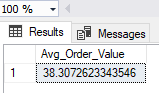 100 %
Results Messages
Avg_Order_Value
1 38.3072623343546